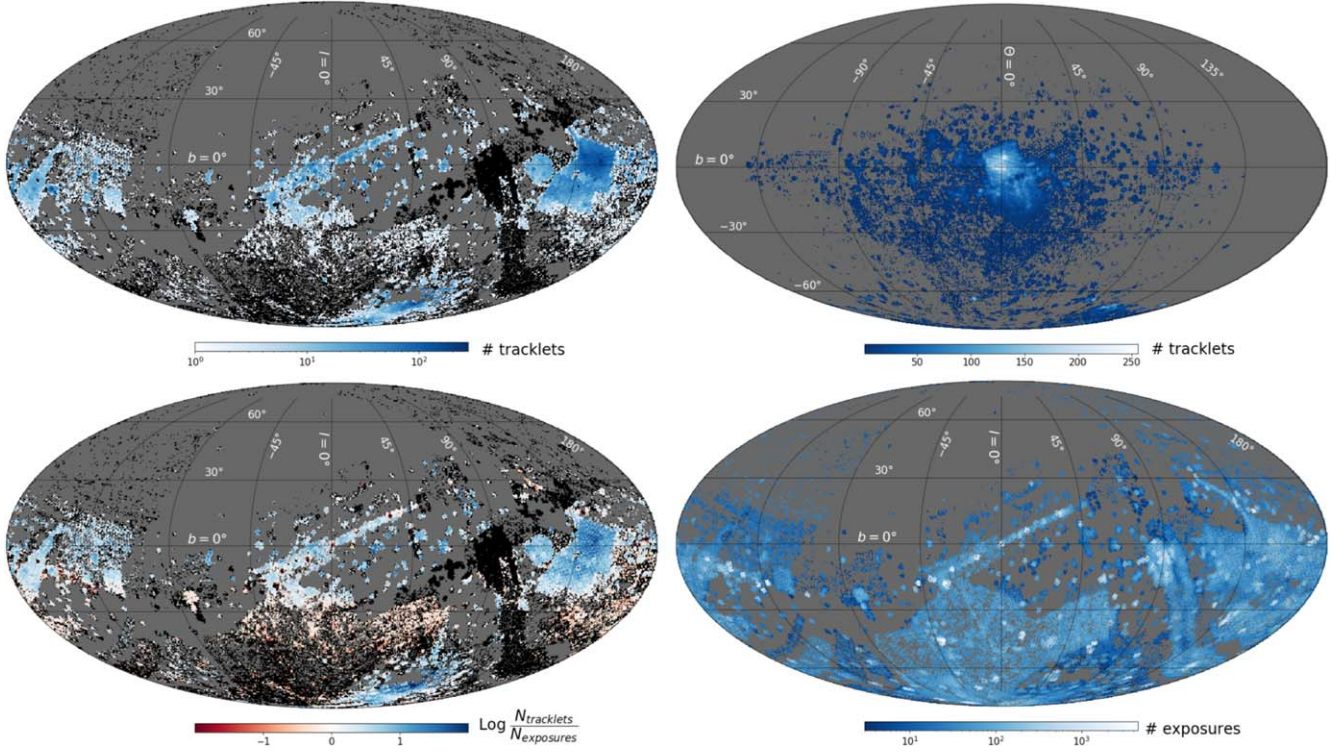 60°
-45°
l = 0°
90°
180°
30°
b = 0°
10⁰ 10¹ 10² # tracklets
-90°
-45°
Θ = 0°
45°
90°
135°
30°
b = 0°
-30°
-60°
50 100 150 200 250 # tracklets
60°
-45°
l = 0°
45°
90°
180°
30°
b = 0°
-1 0 1 Log N_tracklets / N_exposures
60°
-45°
l = 0°
45°
90°
180°
30°
b = 0°
10¹ 10² 10³ # exposures